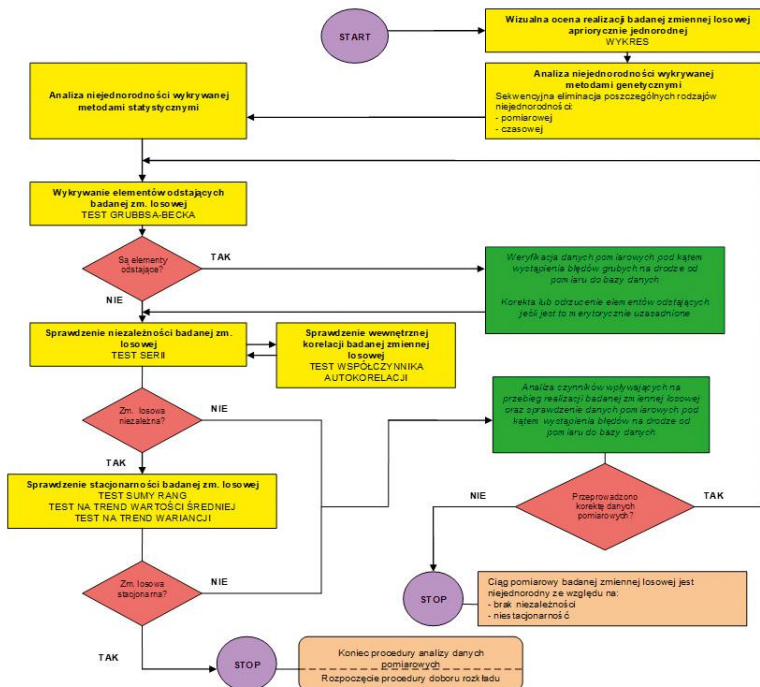 START
Wizualna ocena realizacji badanej zmiennej losowej
apriorycznie jednorodnej
WYKRES
Analiza niejednorodności wykrywanej
metodami genetycznymi
Sekwencyjna eliminacja poszczególnych rodzajów
niejednorodności:
- pomiarowej
- czasowej
Analiza niejednorodności wykrywanej
metodami statystycznymi
Wykrywanie elementów odstających
badanej zm. losowej
TEST GRUBBSA-BECKA
Są elementy
odstające?
TAK
NIE
Weryfikacja danych pomiarowych pod kątem
wystąpienia błędów grubych na drodze od
pomiaru do bazy danych
Korekta lub odrzucenie elementów odstających
jeśli jest to merytorycznie uzasadnione
Sprawdzenie niezależności badanej zm.
losowej
TEST SERII
Sprawdzenie wewnętrznej
korelacji badanej zmiennej
losowej
TEST WSPÓŁCZYNNIKA
AUTOKORELACJI
Zm. losowa
niezależna?
NIE
TAK
Analiza czynników wpływających na
przebieg realizacji badanej zmiennej losowej
oraz sprawdzenie danych pomiarowych pod
kątem wystąpienia błędów na drodze od
pomiaru do bazy danych
Sprawdzenie stacjonarności badanej zm. losowej
TEST SUMY RANG
TEST NA TREND WARTOŚCI ŚREDNIEJ
TEST NA TREND WARIANCJI
NIE
Przeprowadzono
korektę danych
pomiarowych?
TAK
Zm. losowa
stacjonarna?
NIE
TAK
STOP
Ciąg pomiarowy badanej zmiennej losowej jest
niejednorodny ze względu na:
- brak niezależności
- niestacjonarność
STOP
Koniec procedury analizy danych
pomiarowych
Rozpoczęcie procedury doboru rozkładu